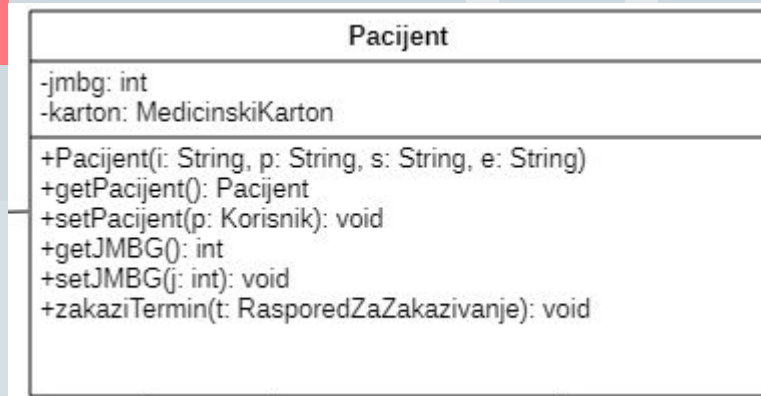 Pacijent
-jmbg: int
-karton: MedicinskiKarton
+Pacijent(i: String, p: String, s: String, e: String)
+getPacijent(): Pacijent
+setPacijent(p: Korisnik): void
+getJMBG(): int
+setJMBG(j: int): void
+zakaziTermin(t: RasporedZaZakazivanje): void